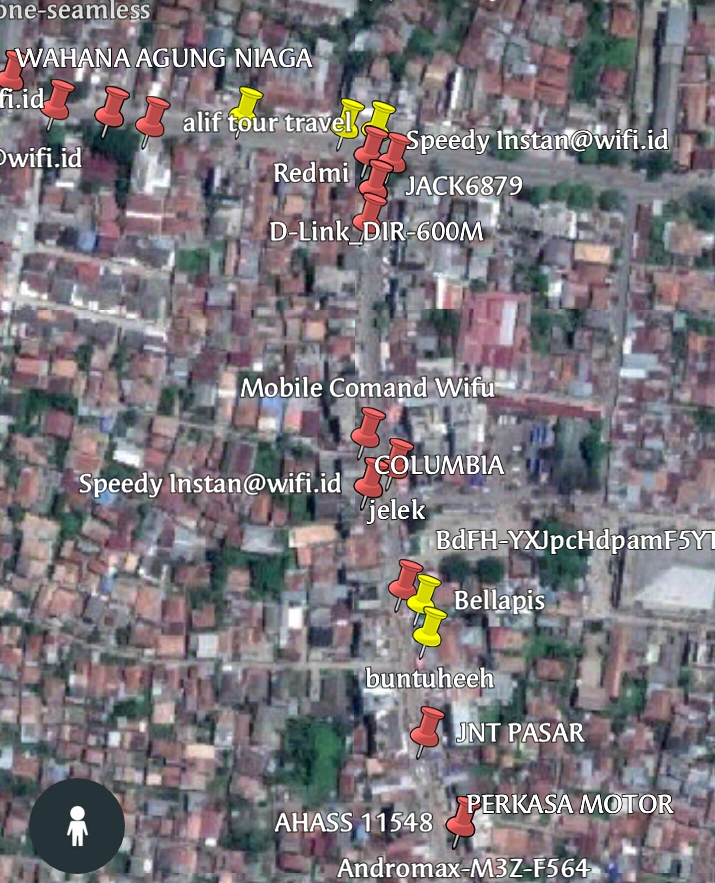 one-seamless
WAHANA AGUNG NIAGA
fi.id
alif tour travel
Speedy Instan@wifi.id
@wifi.id
Redmi
JACK6879
D-Link_DIR-600M
Mobile Comand Wifu
COLUMBIA
Speedy Instan@wifi.id
jelek
BdFH-YXJpcHdpamF5YT
Bellapis
buntuheeh
JNT PASAR
PERKASA MOTOR
AHASS 11548
Andromax-M3Z-F564